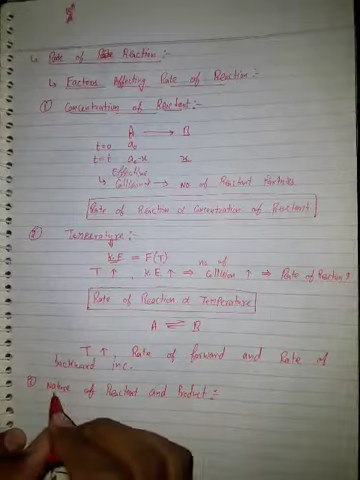 ↳ Rate of Reaction :-
↳ Factors Affecting Rate of Reaction :-
① Concentration of Reactant :-
A ⟶ B
t=0 a₀
t=t a₀-x x
Effective
↳ Collision ⟶ no of Reactant Particles
Rate of Reaction α Concentration of Reactant
② Temperature :-
K.E = F(T)
T ↑, K.E ↑ ⇒ no of Collision ↑ ⇒ Rate of Reaction ↑
Rate of Reaction α Temperature
A ⇌ B
T ↑, Rate of forward and Rate of
backward inc.
③ Nature of Reactant and Product :-